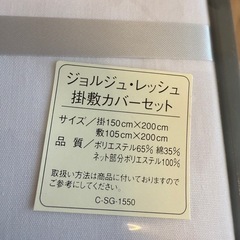 ジョルジュ・レッシュ
掛敷カバーセット
サイズ/掛150cm×200cm
敷105cm×200cm
品質/ポリエステル65% 綿35%
ネット部分ポリエステル100%
取扱い方法は商品に付いておりますので
ご参考にしてください。
C-SG-1550